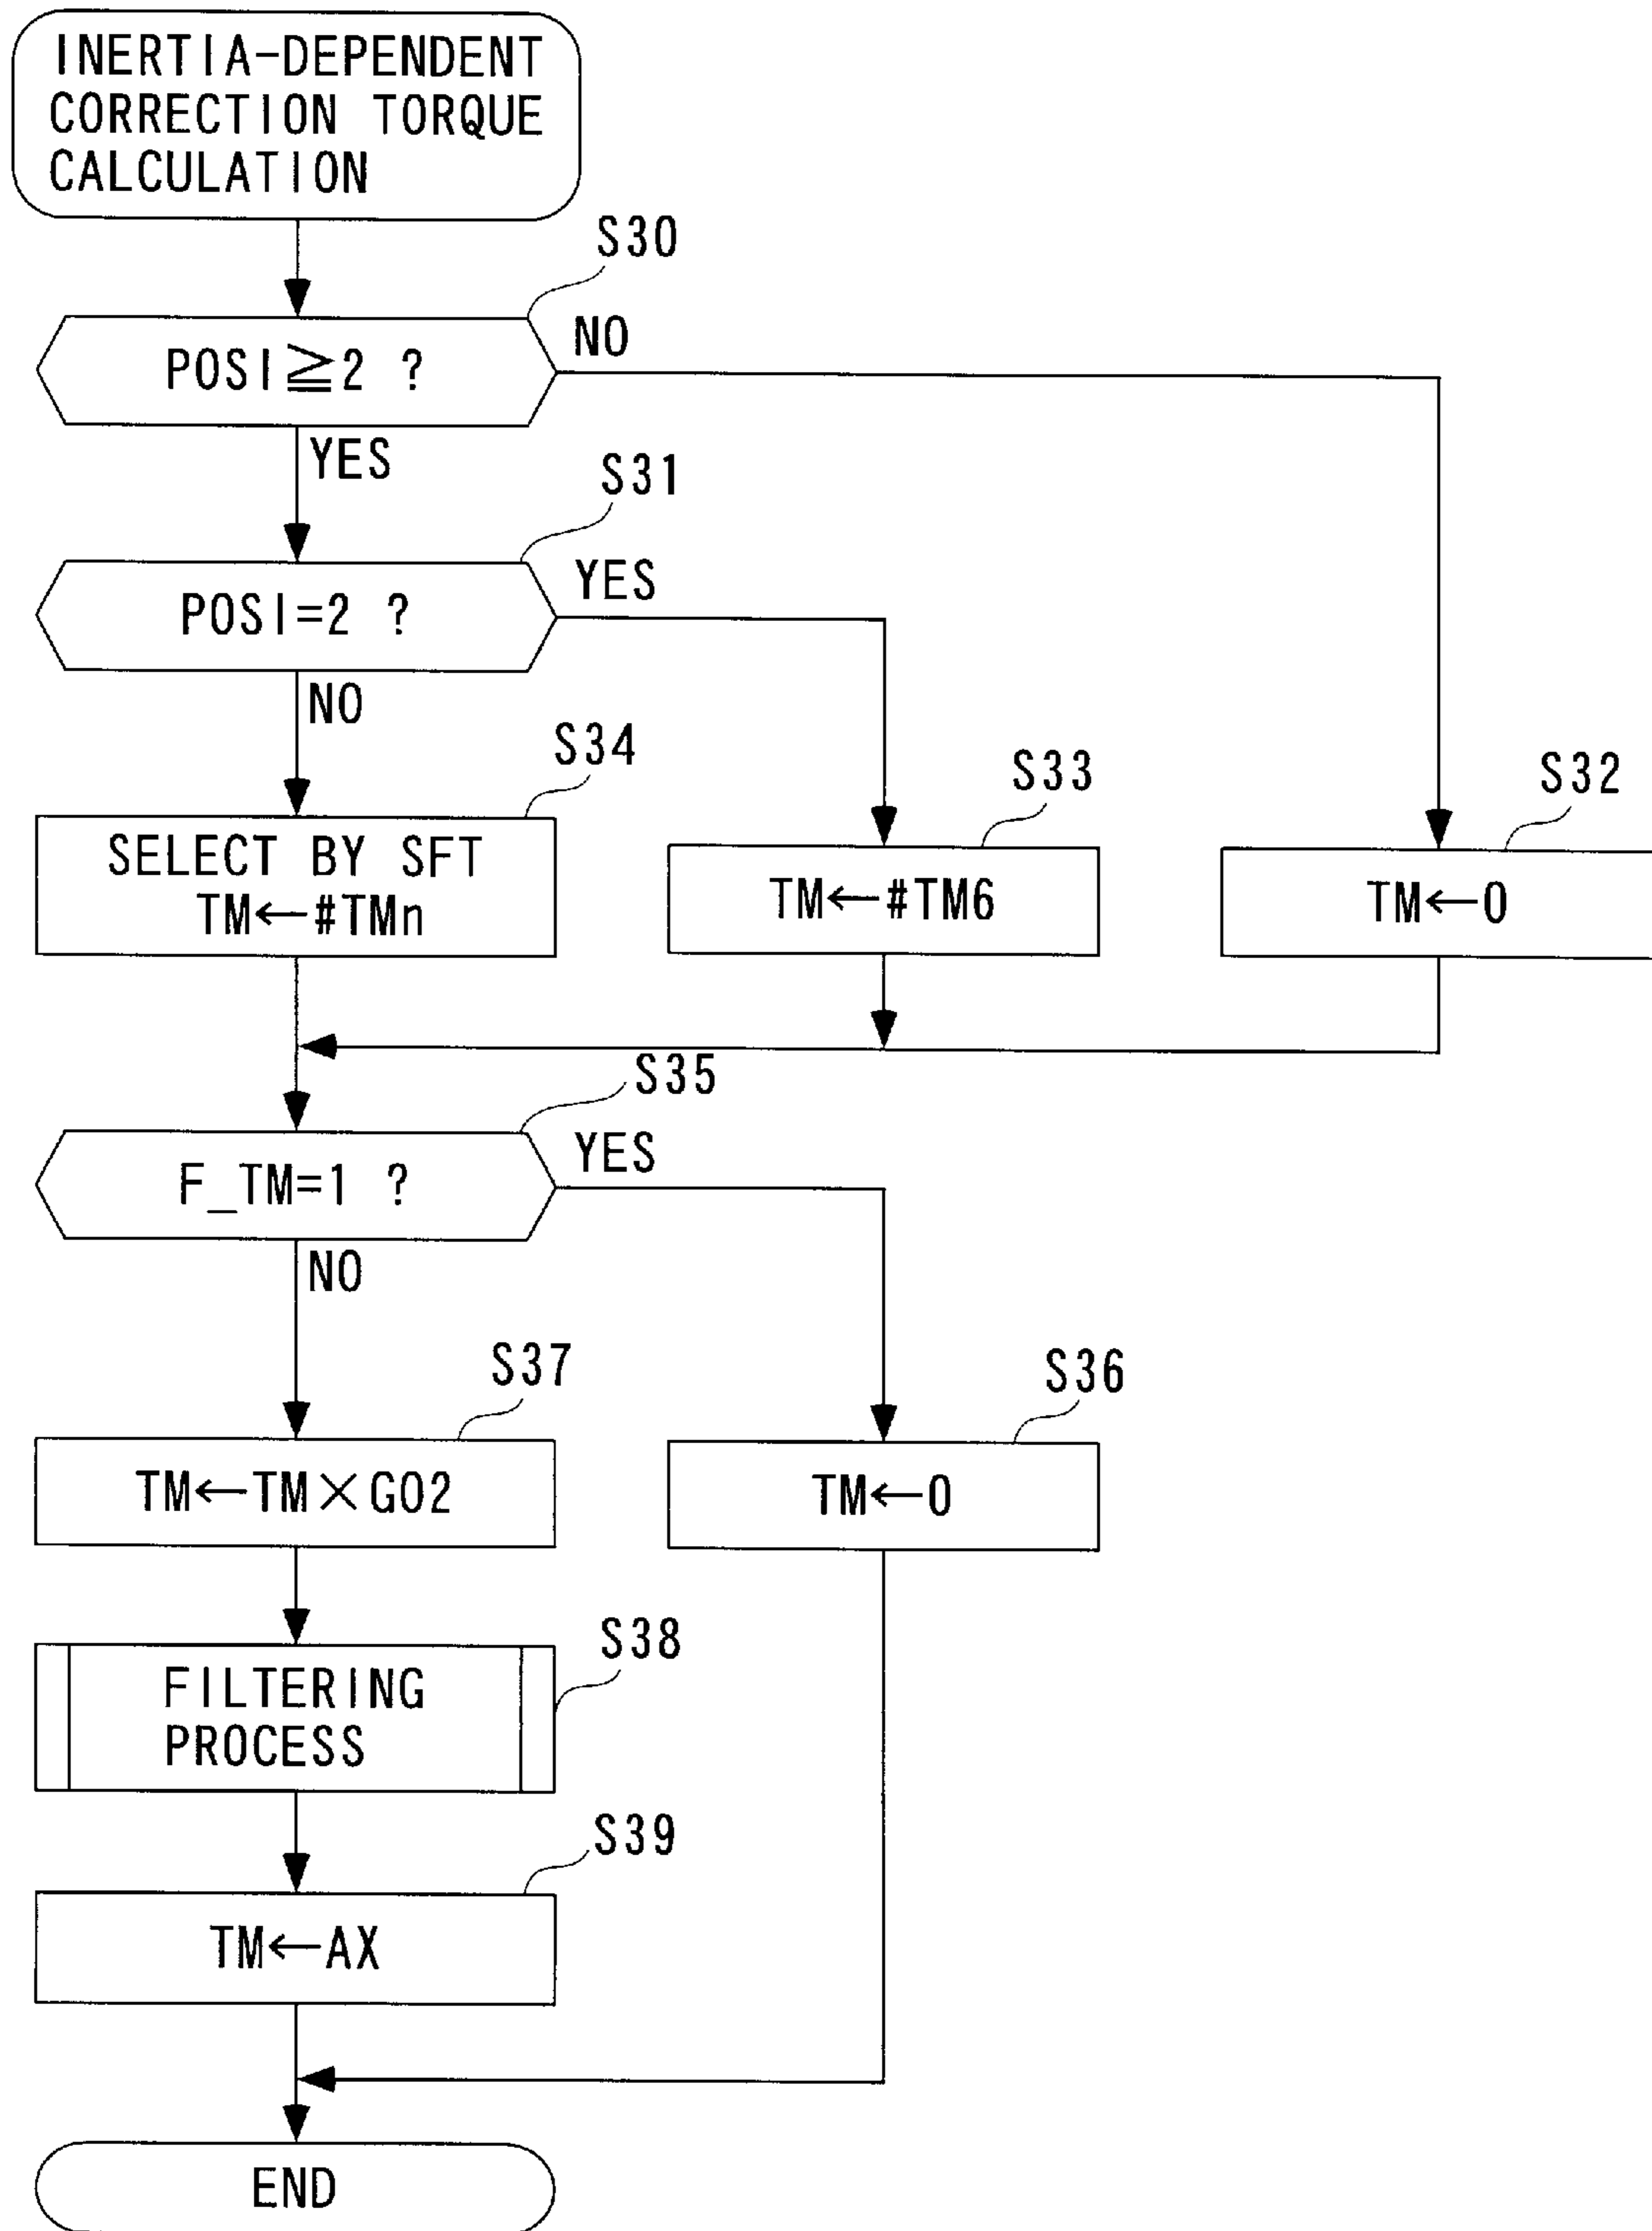 INERTIA-DEPENDENT
CORRECTION TORQUE
CALCULATION
S30
POSI≧2 ?
NO
YES
S31
POSI=2 ?
YES
NO
S34
SELECT BY SFT
TM←#TMn
S33
TM←#TM6
S32
TM←0
S35
F_TM=1 ?
YES
NO
S37
TM←TM×GO2
S36
TM←0
S38
FILTERING
PROCESS
S39
TM←AX
END